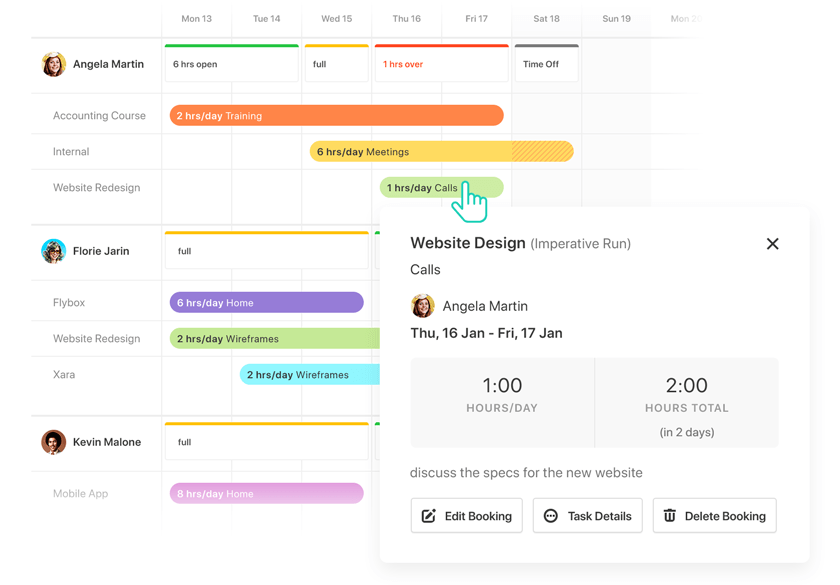 Mon 13 Tue 14 Wed 15 Thu 16 Fri 17 Sat 18 Sun 19 Mon 20
Angela Martin 6 hrs open full 1 hrs over Time Off
Accounting Course 2 hrs/day Training
Internal 6 hrs/day Meetings
Website Redesign 1 hrs/day Calls
Florie Jarin full
Flybox 6 hrs/day Home
Website Redesign 2 hrs/day Wireframes
Xara 2 hrs/day Wireframes
Kevin Malone full
Mobile App 8 hrs/day Home
Website Design (Imperative Run)
Calls
Angela Martin
Thu, 16 Jan - Fri, 17 Jan
1:00 2:00
HOURS/DAY HOURS TOTAL
(in 2 days)
discuss the specs for the new website
Edit Booking Task Details Delete Booking